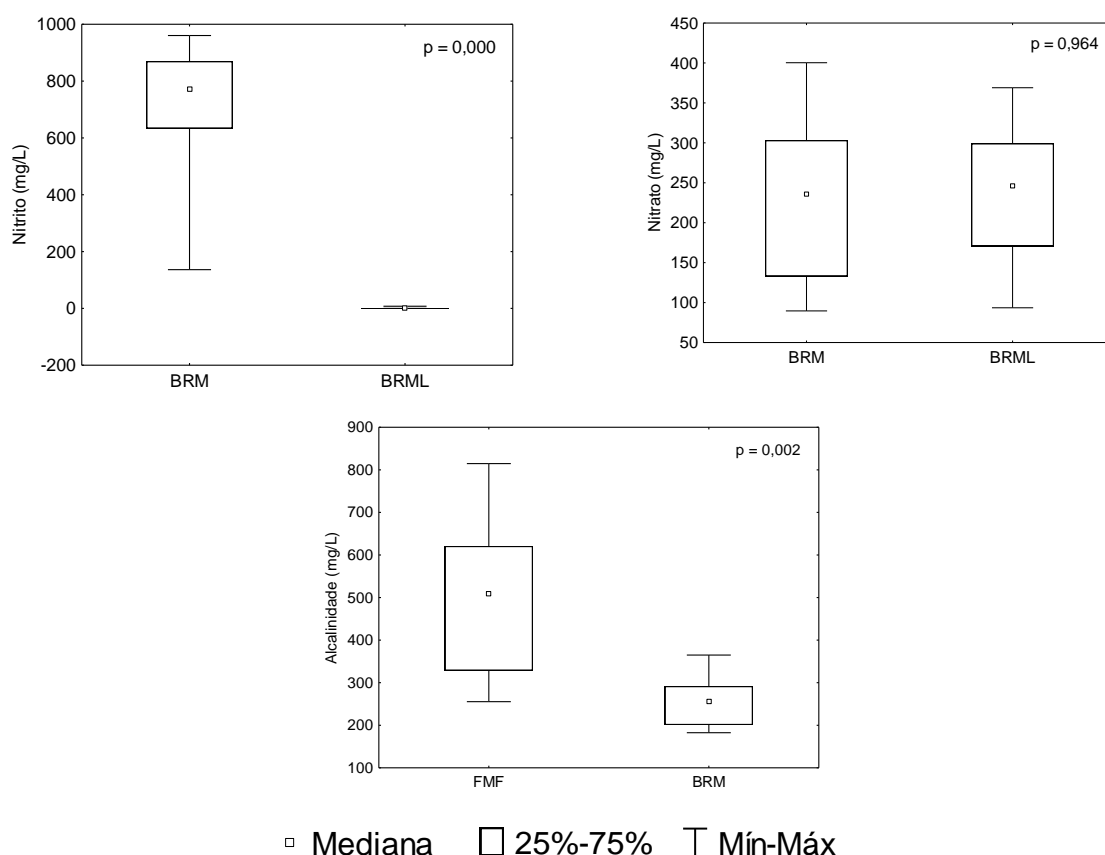 p = 0,000
Nitrito (mg/L)
1000
800
600
400
200
0
-200
BRM BRML
p = 0,964
Nitrato (mg/L)
450
400
350
300
250
200
150
100
50
BRM BRML
p = 0,002
Alcalinidade (mg/L)
900
800
700
600
500
400
300
200
100
FMF BRM
Mediana 25%-75% Mín-Máx